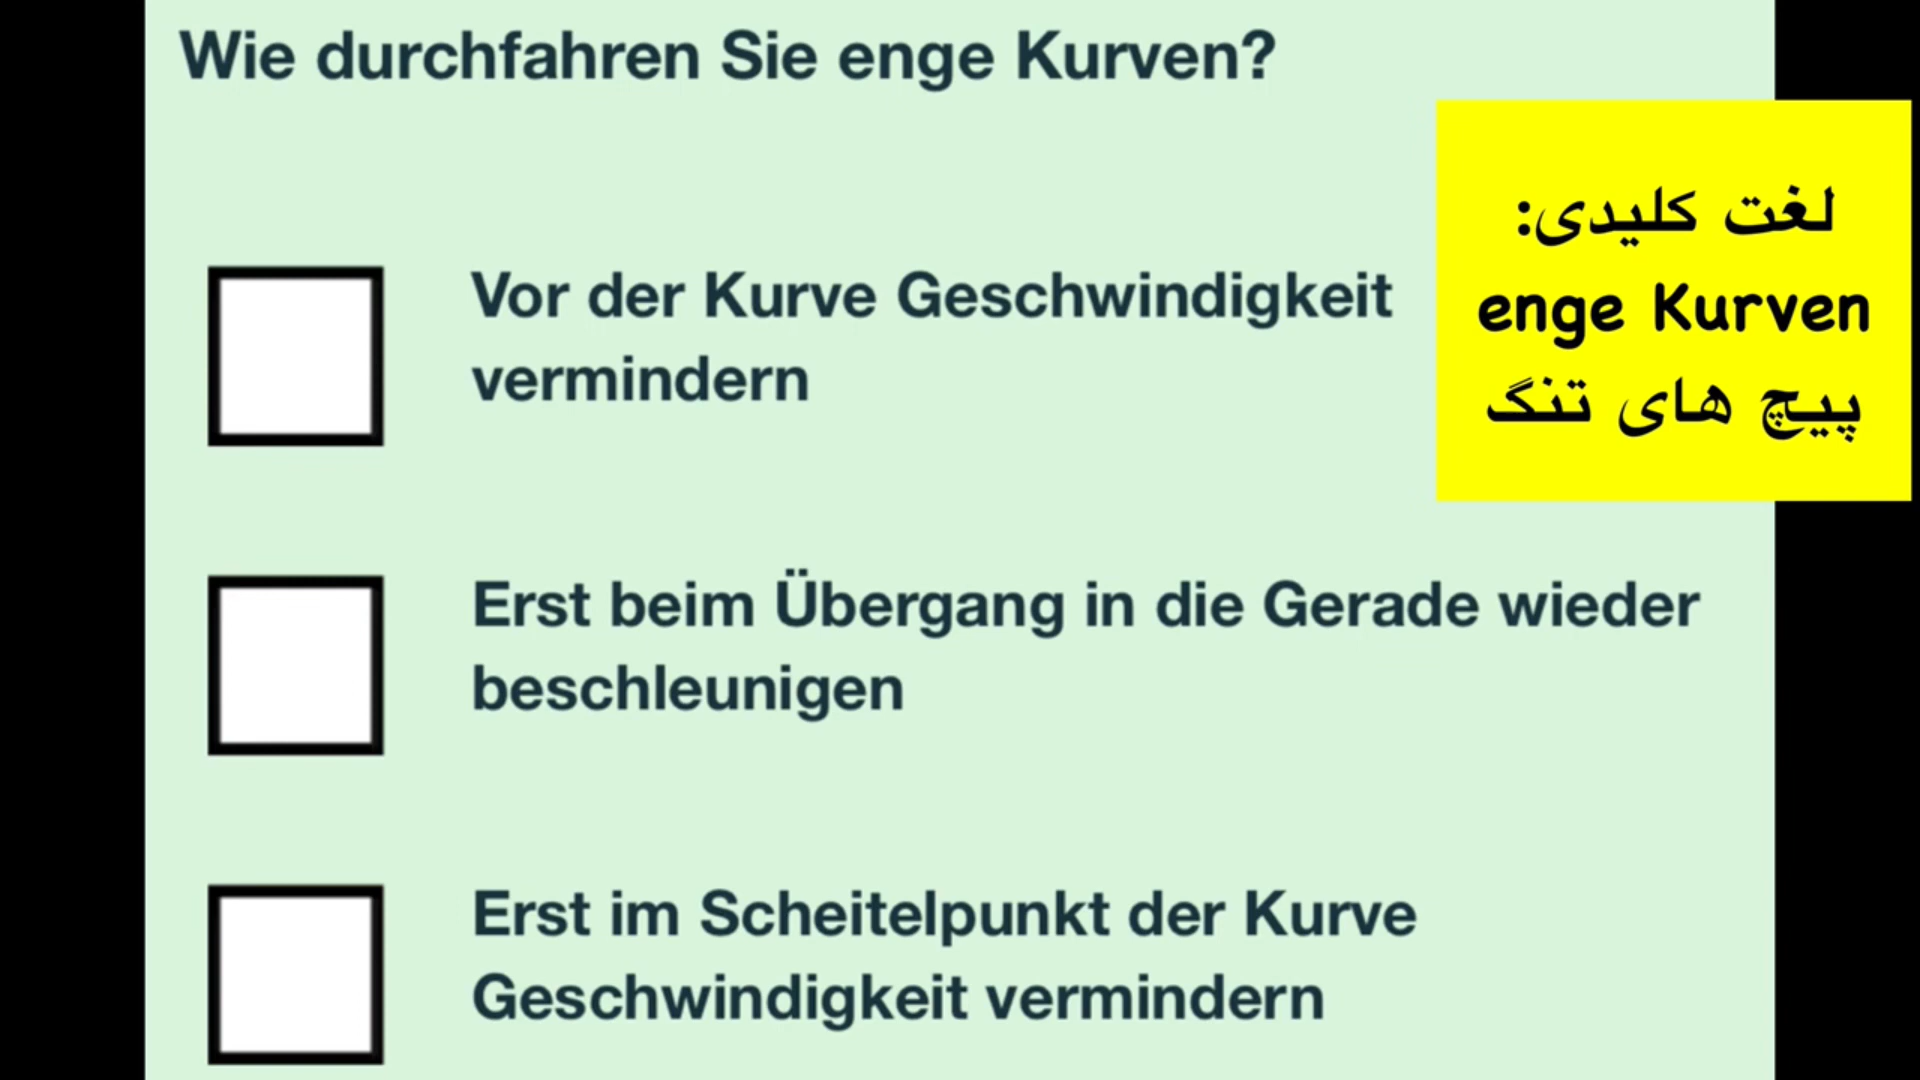 Wie durchfahren Sie enge Kurven?
Vor der Kurve Geschwindigkeit
vermindern
Erst beim Übergang in die Gerade wieder
beschleunigen
Erst im Scheitelpunkt der Kurve
Geschwindigkeit vermindern
لغت کلیدی:
enge Kurven
پیچ های تنگ